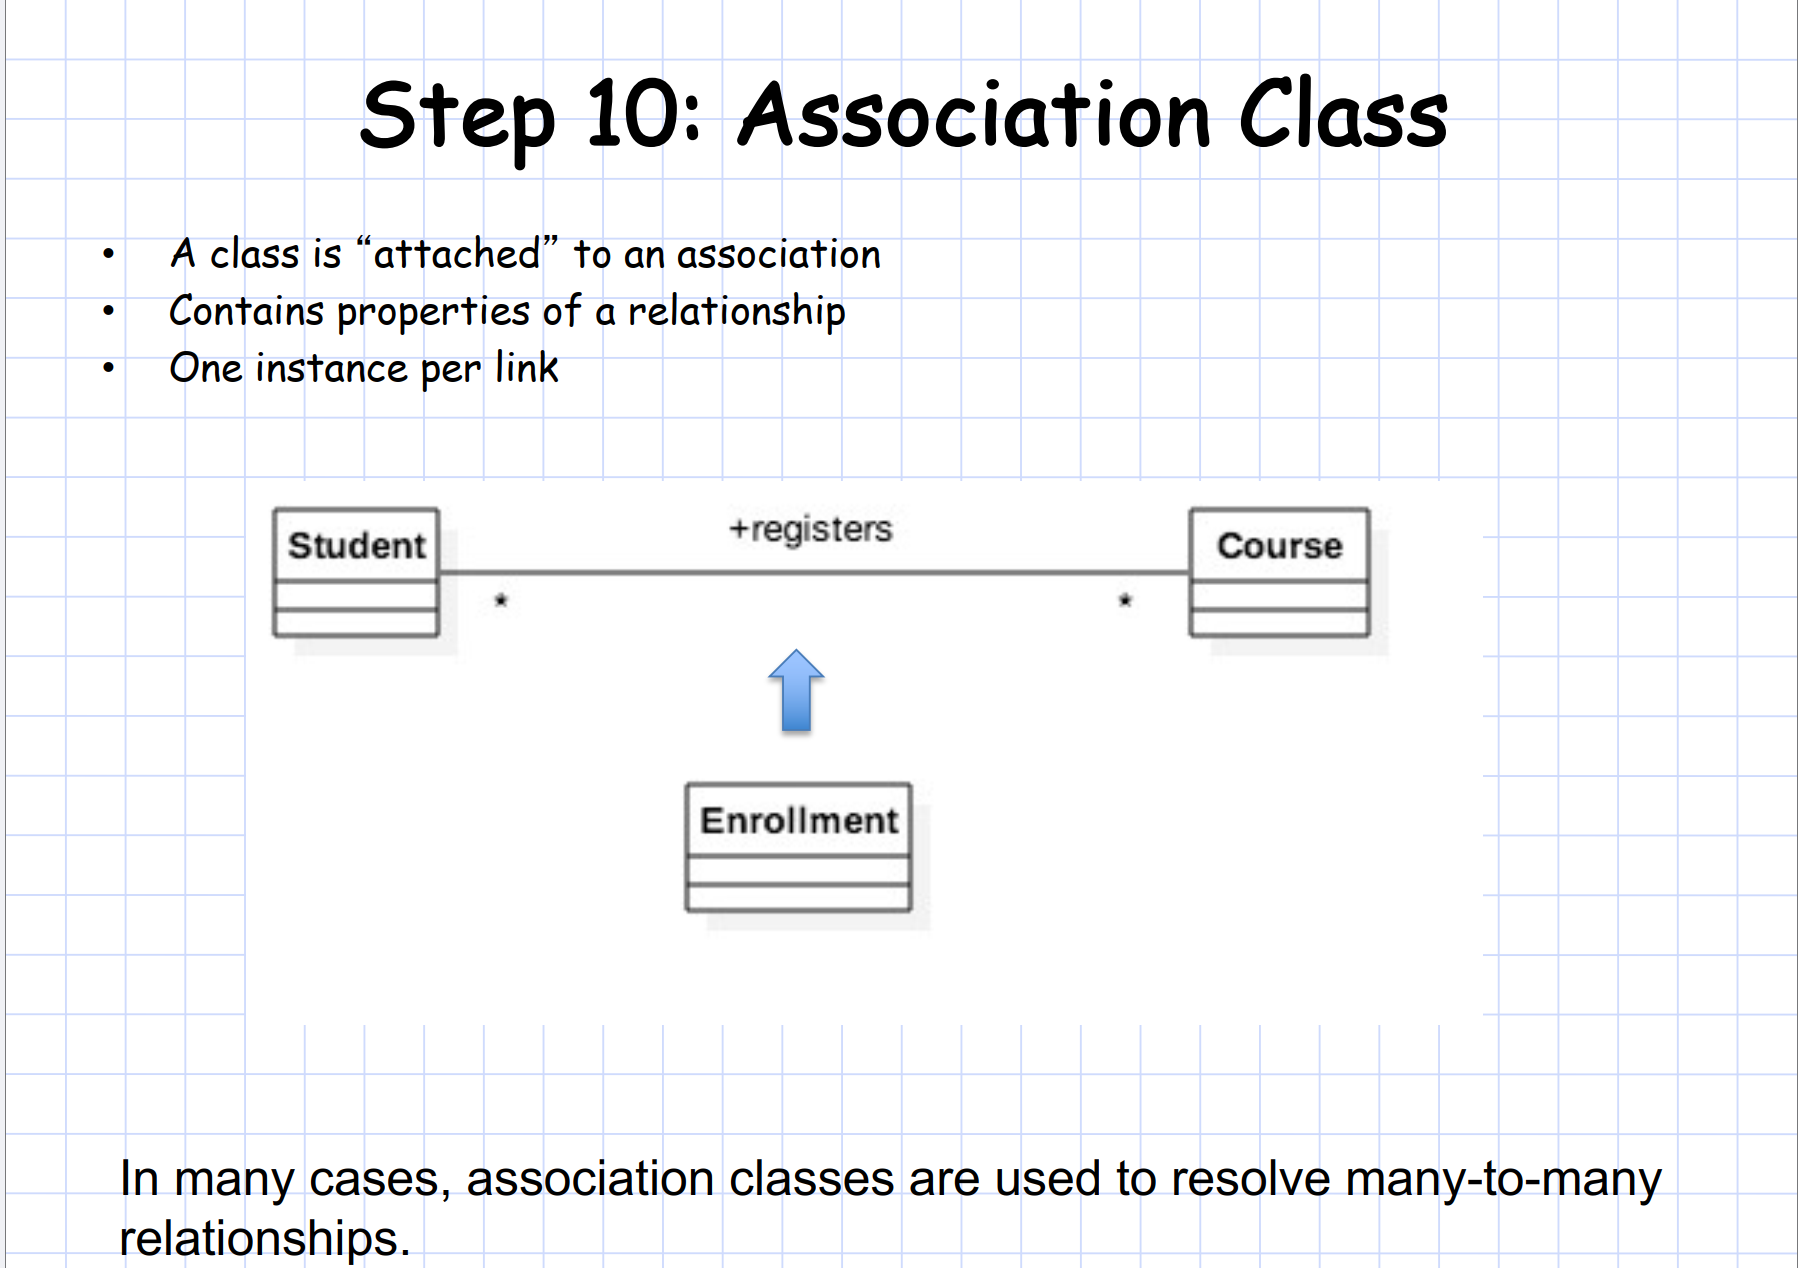 Step 10: Association Class
• A class is “attached” to an association
• Contains properties of a relationship
• One instance per link
Student
+registers
Course
* *
Enrollment
In many cases, association classes are used to resolve many-to-many
relationships.